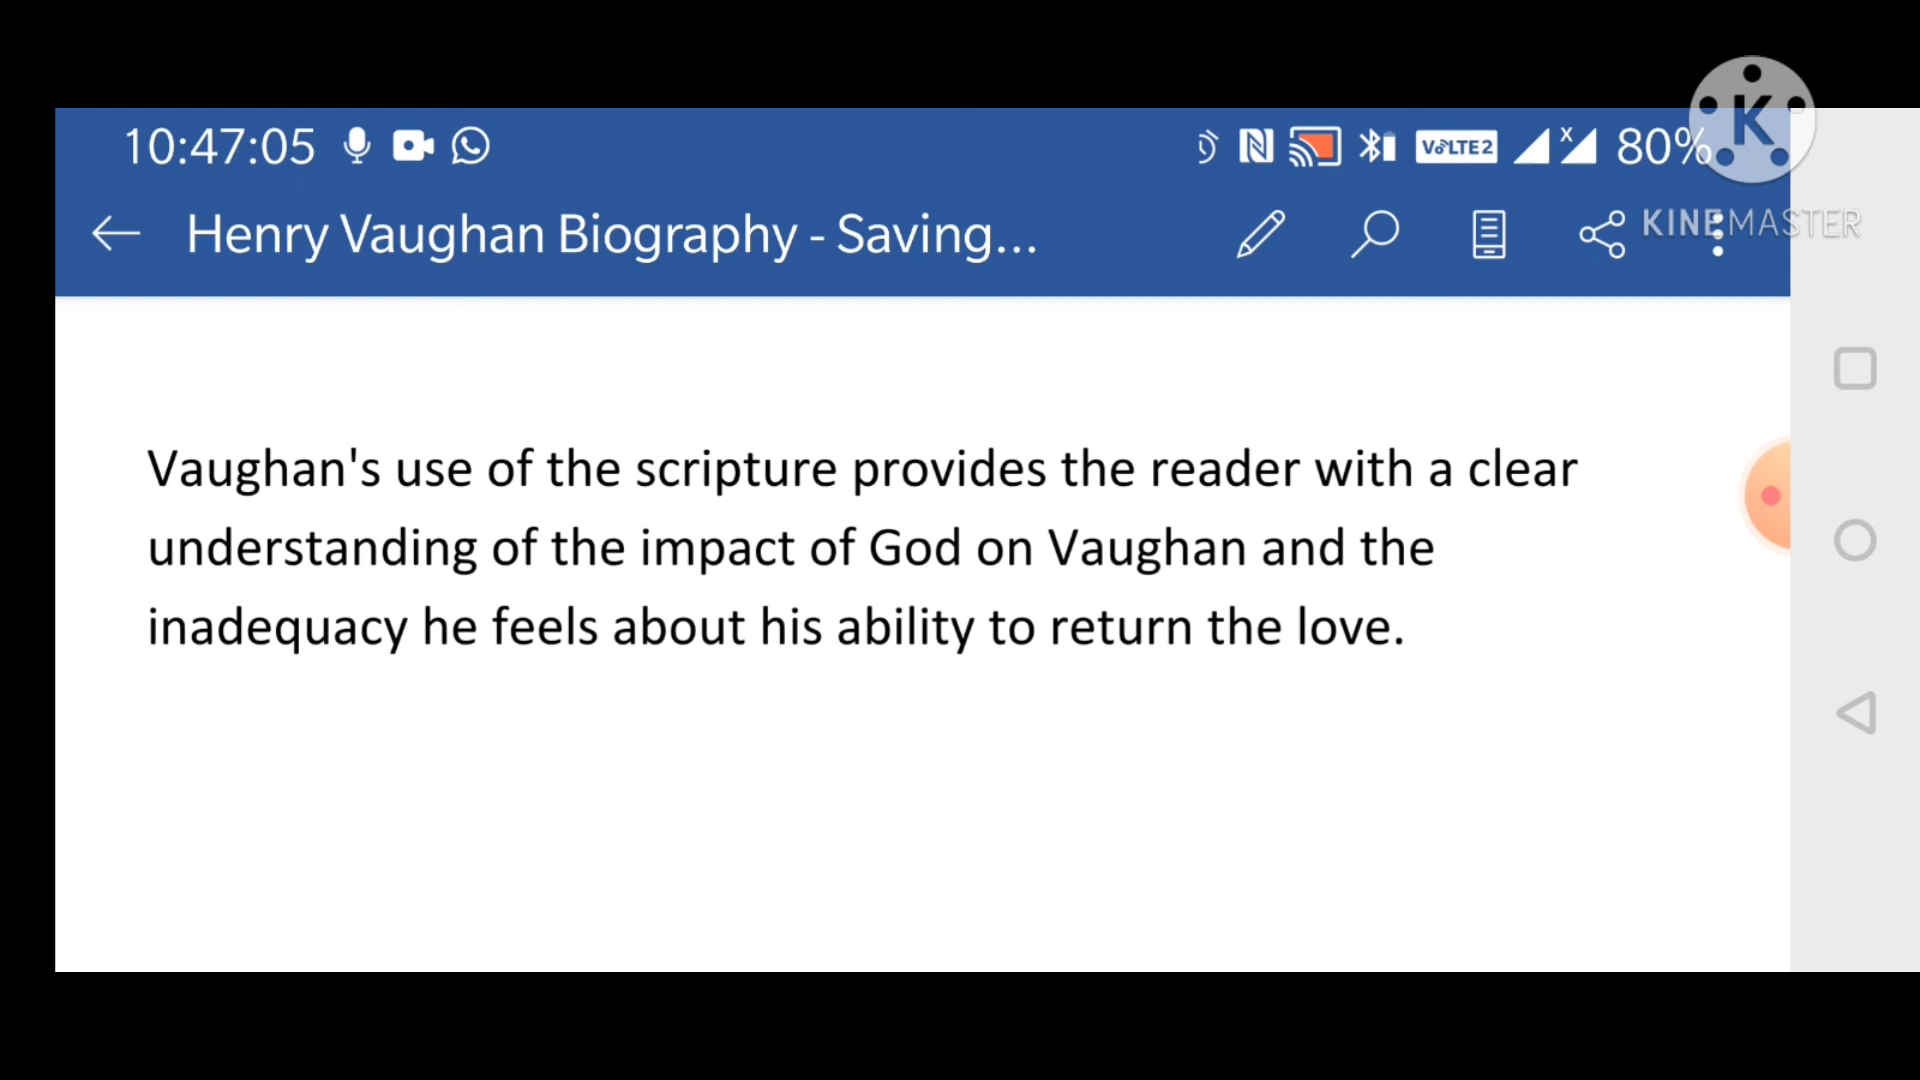 10:47:05 VoLTE2 X 80%
K
KINEMASTER
Henry Vaughan Biography - Saving...
Vaughan's use of the scripture provides the reader with a clear
understanding of the impact of God on Vaughan and the
inadequacy he feels about his ability to return the love.